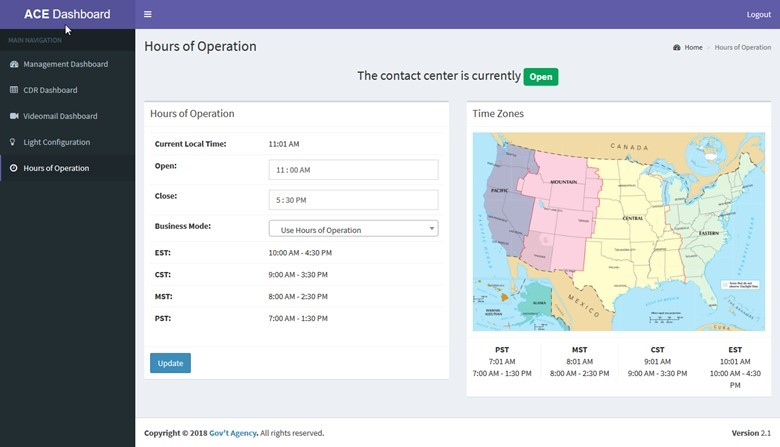 ACE Dashboard
Logout
MAIN NAVIGATION
Management Dashboard
CDR Dashboard
Videomail Dashboard
Light Configuration
Hours of Operation
Hours of Operation
Home > Hours of Operation
The contact center is currently Open
Hours of Operation
Current Local Time: 11:01 AM
Open: 11 : 00 AM
Close: 5 : 30 PM
Business Mode: Use Hours of Operation
EST: 10:00 AM - 4:30 PM
CST: 9:00 AM - 3:30 PM
MST: 8:00 AM - 2:30 PM
PST: 7:00 AM - 1:30 PM
Update
Time Zones
CANADA
PACIFIC
MOUNTAIN
CENTRAL
EASTERN
ALASKA
MEXICO
CUBA
PST MST CST EST
7:01 AM 8:01 AM 9:01 AM 10:01 AM
7:00 AM - 1:30 PM 8:00 AM - 2:30 PM 9:00 AM - 3:30 PM 10:00 AM - 4:30
PM
Copyright © 2018 Gov't Agency. All rights reserved.
Version 2.1